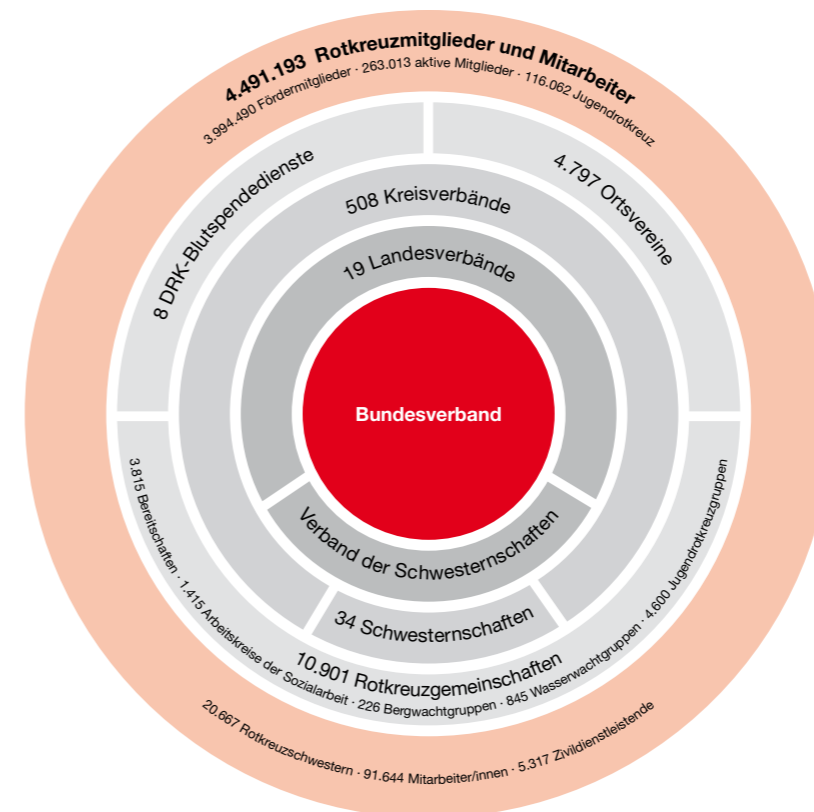 4.491.193 Rotkreuzmitglieder und Mitarbeiter
3.994.490 Fördermitglieder · 263.013 aktive Mitglieder · 116.062 Jugendrotkreuz
8 DRK-Blutspendedienste
4.797 Ortsvereine
508 Kreisverbände
19 Landesverbände
Bundesverband
Verband der Schwesternschaften
34 Schwesternschaften
10.901 Rotkreuzgemeinschaften
3.815 Bereitschaften · 1.415 Arbeitskreise der Sozialarbeit · 226 Bergwachtgruppen · 845 Wasserwachtgruppen · 4.600 Jugendrotkreuzgruppen
20.667 Rotkreuzschwestern · 91.644 Mitarbeiter/innen · 5.317 Zivildienstleistende